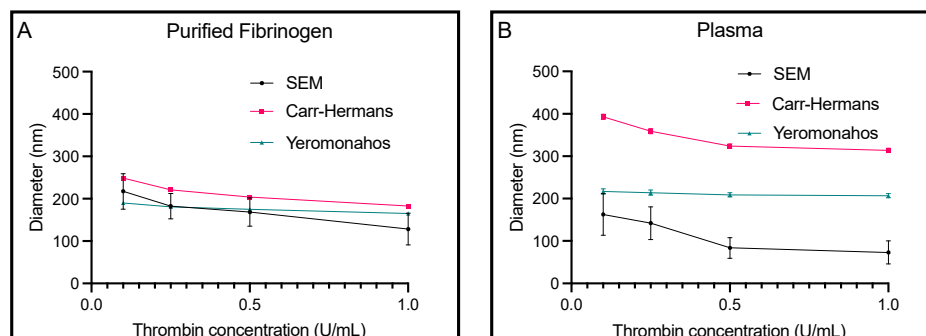 A
Purified Fibrinogen
500
400
300
200
100
0
Diameter (nm)
SEM
Carr-Hermans
Yeromonahos
0.0
0.5
1.0
Thrombin concentration (U/mL)
B
Plasma
500
400
300
200
100
0
Diameter (nm)
SEM
Carr-Hermans
Yeromonahos
0.0
0.5
1.0
Thrombin concentration (U/mL)